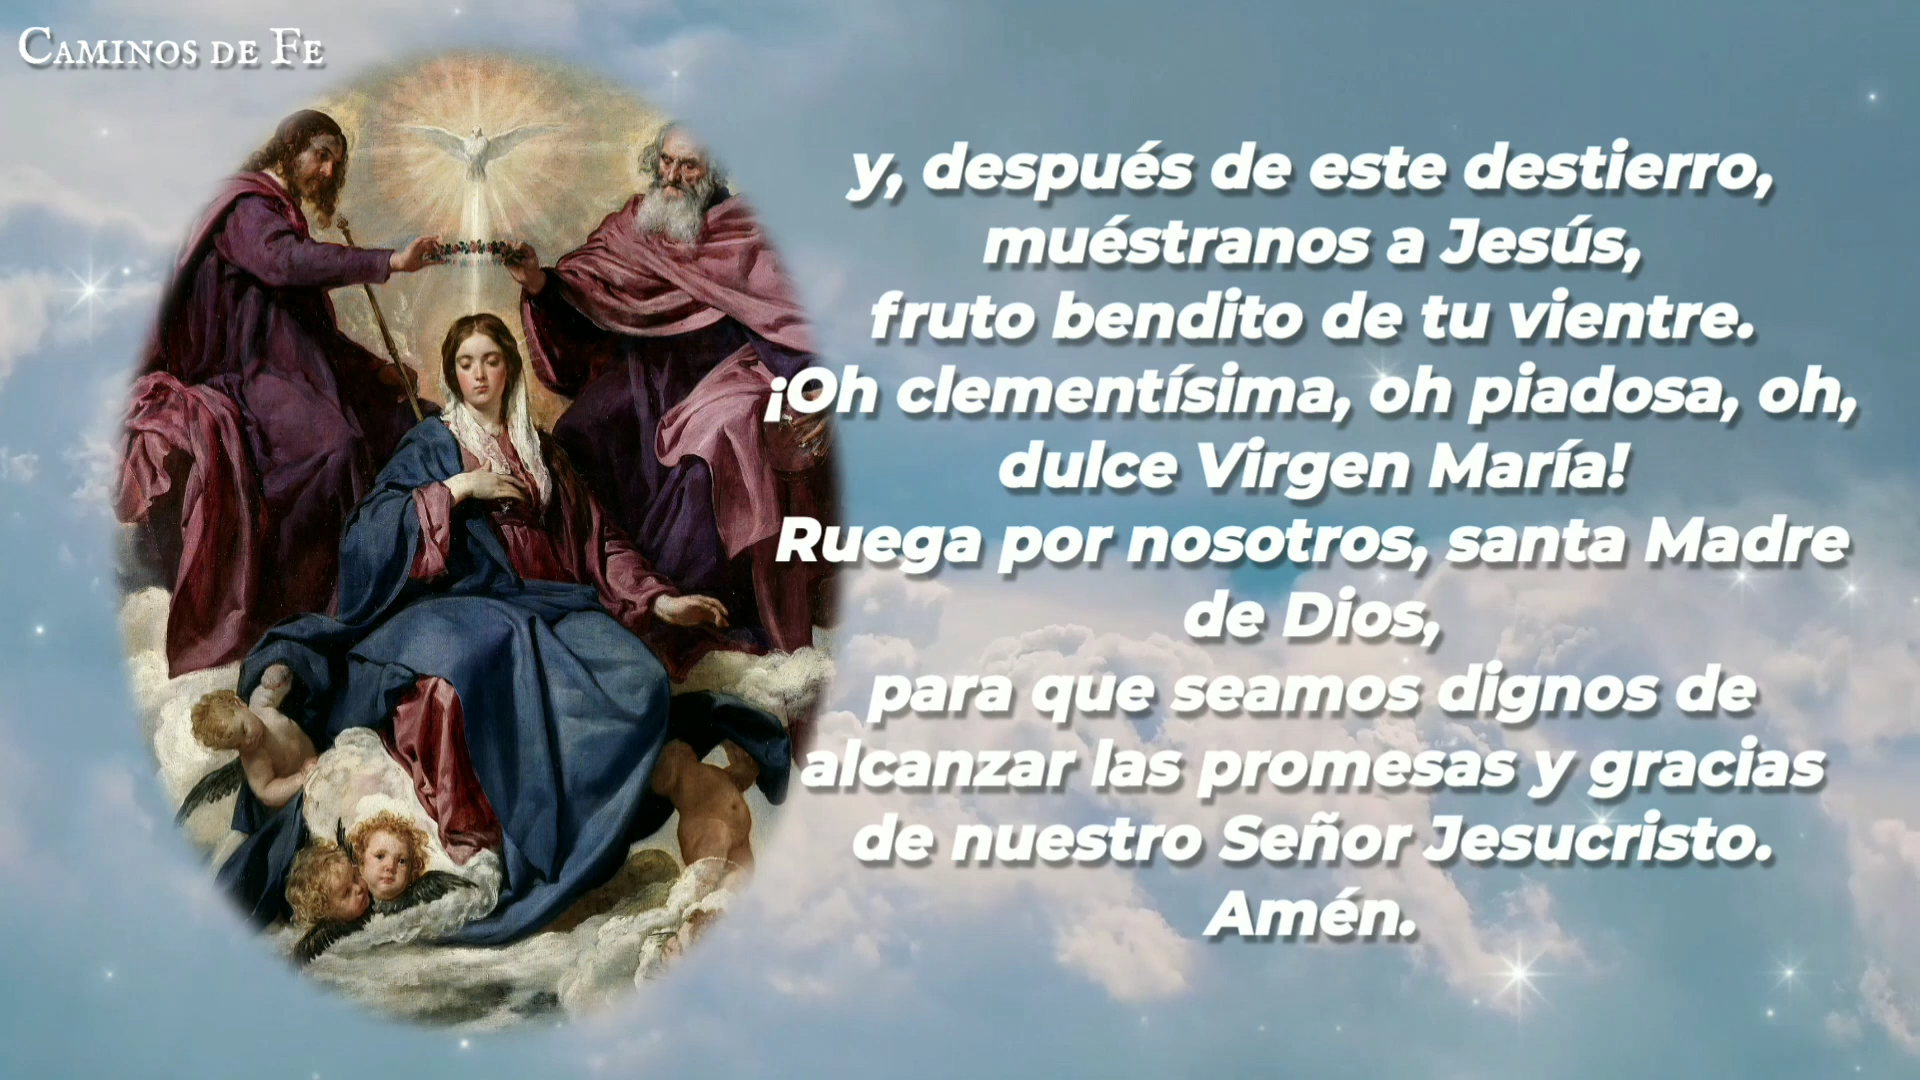 CAMINOS DE FE
y, después de este destierro,
muéstranos a Jesús,
fruto bendito de tu vientre.
¡Oh clementísima, oh piadosa, oh,
dulce Virgen María!
Ruega por nosotros, santa Madre
de Dios,
para que seamos dignos de
alcanzar las promesas y gracias
de nuestro Señor Jesucristo.
Amén.